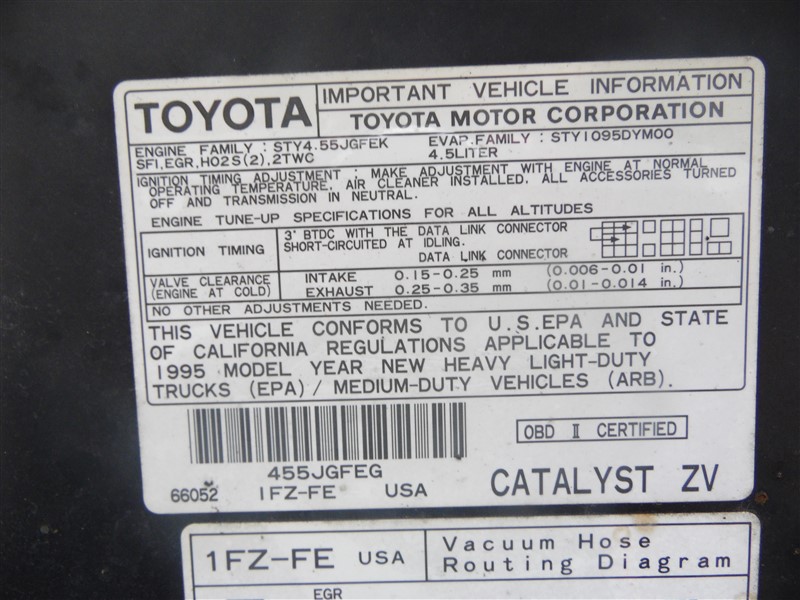 TOYOTA
IMPORTANT VEHICLE INFORMATION
TOYOTA MOTOR CORPORATION
ENGINE FAMILY : STY4.55JGFEK EVAP.FAMILY : STY1095DYM00
SFI,EGR,HO2S(2),2TWC 4.5LITER
IGNITION TIMING ADJUSTMENT : MAKE ADJUSTMENT WITH ENGINE AT NORMAL
OPERATING TEMPERATURE, AIR CLEANER INSTALLED, ALL ACCESSORIES TURNED
OFF AND TRANSMISSION IN NEUTRAL.
ENGINE TUNE-UP SPECIFICATIONS FOR ALL ALTITUDES
IGNITION TIMING
3° BTDC WITH THE DATA LINK CONNECTOR
SHORT-CIRCUITED AT IDLING.
DATA LINK CONNECTOR
VALVE CLEARANCE
(ENGINE AT COLD)
INTAKE 0.15-0.25 mm (0.006-0.01 in.)
EXHAUST 0.25-0.35 mm (0.01-0.014 in.)
NO OTHER ADJUSTMENTS NEEDED.
THIS VEHICLE CONFORMS TO U.S.EPA AND STATE
OF CALIFORNIA REGULATIONS APPLICABLE TO
1995 MODEL YEAR NEW HEAVY LIGHT-DUTY
TRUCKS (EPA)/ MEDIUM-DUTY VEHICLES (ARB).
OBD II CERTIFIED
455JGFEG
66052 1FZ-FE USA
CATALYST ZV
1FZ-FE USA
Vacuum Hose
Routing Diagram
EGR